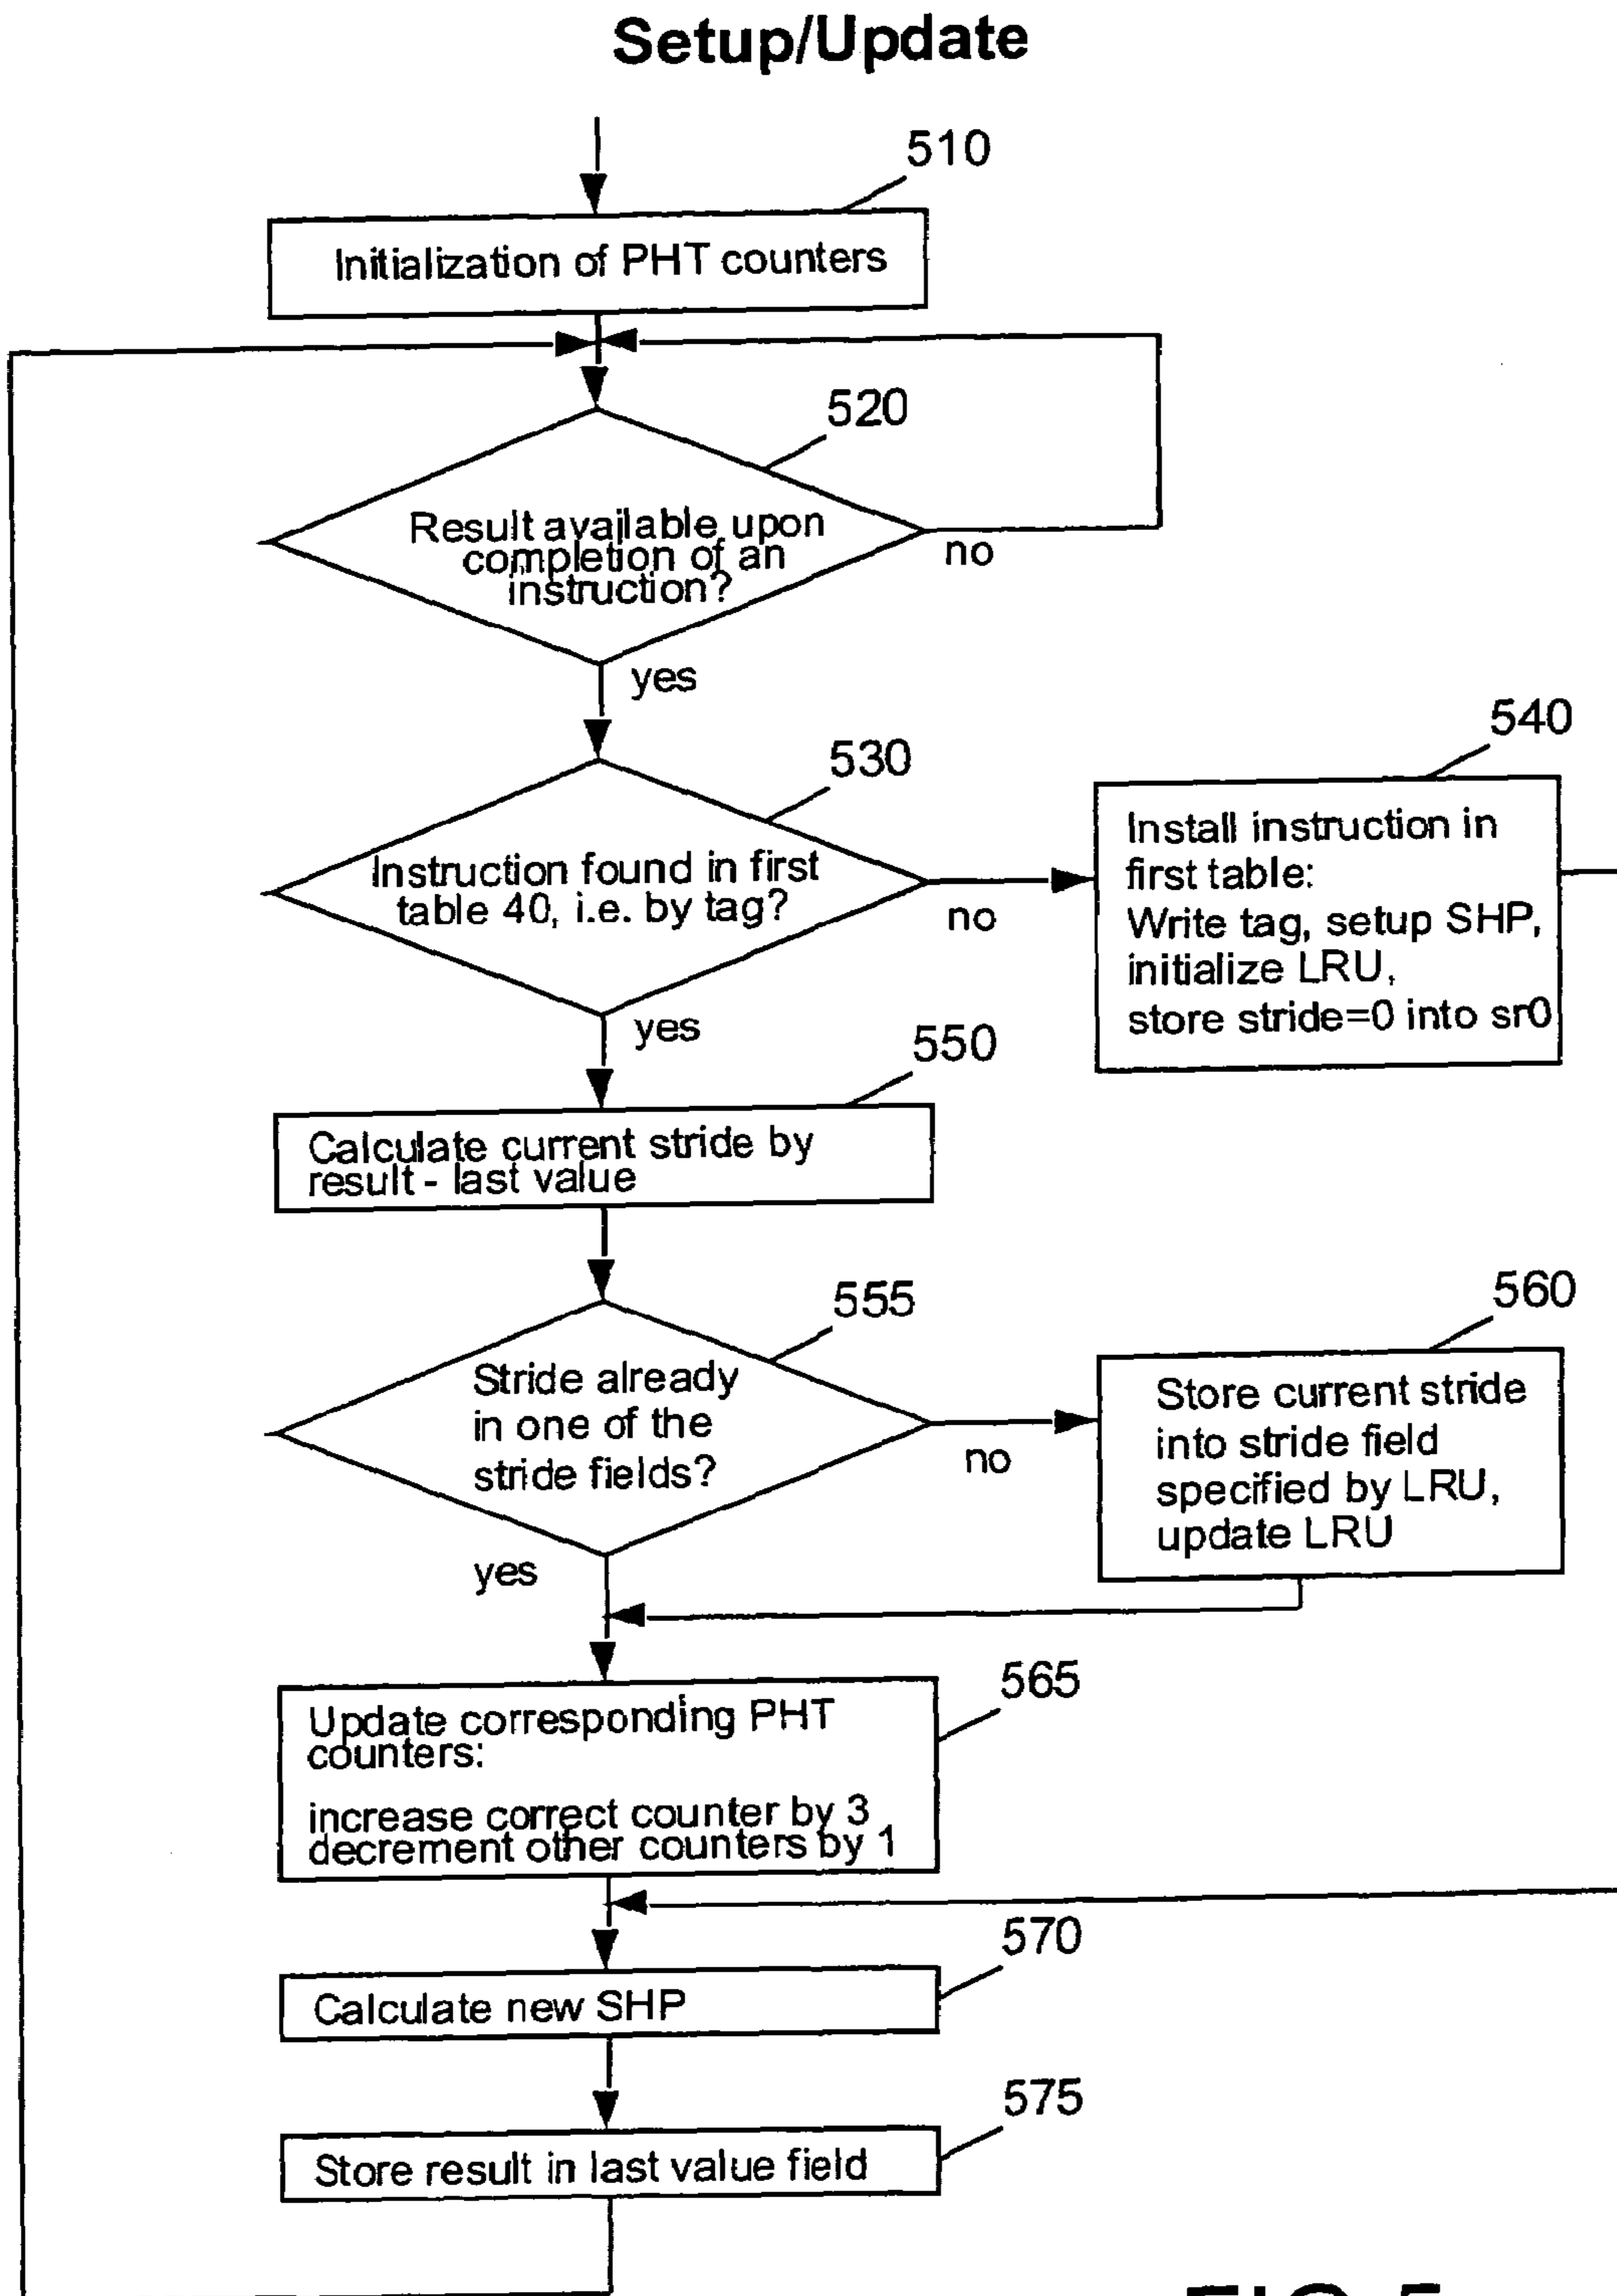 Setup/Update
510
Initialization of PHT counters
520
Result available upon
completion of an
instruction?
no
yes
530
Instruction found in first
table 40, i.e. by tag?
no
yes
540
Install instruction in
first table:
Write tag, setup SHP,
initialize LRU,
store stride=0 into sr0
550
Calculate current stride by
result - last value
555
Stride already
in one of the
stride fields?
no
yes
560
Store current stride
into stride field
specified by LRU,
update LRU
565
Update corresponding PHT
counters:
increase correct counter by 3
decrement other counters by 1
570
Calculate new SHP
575
Store result in last value field